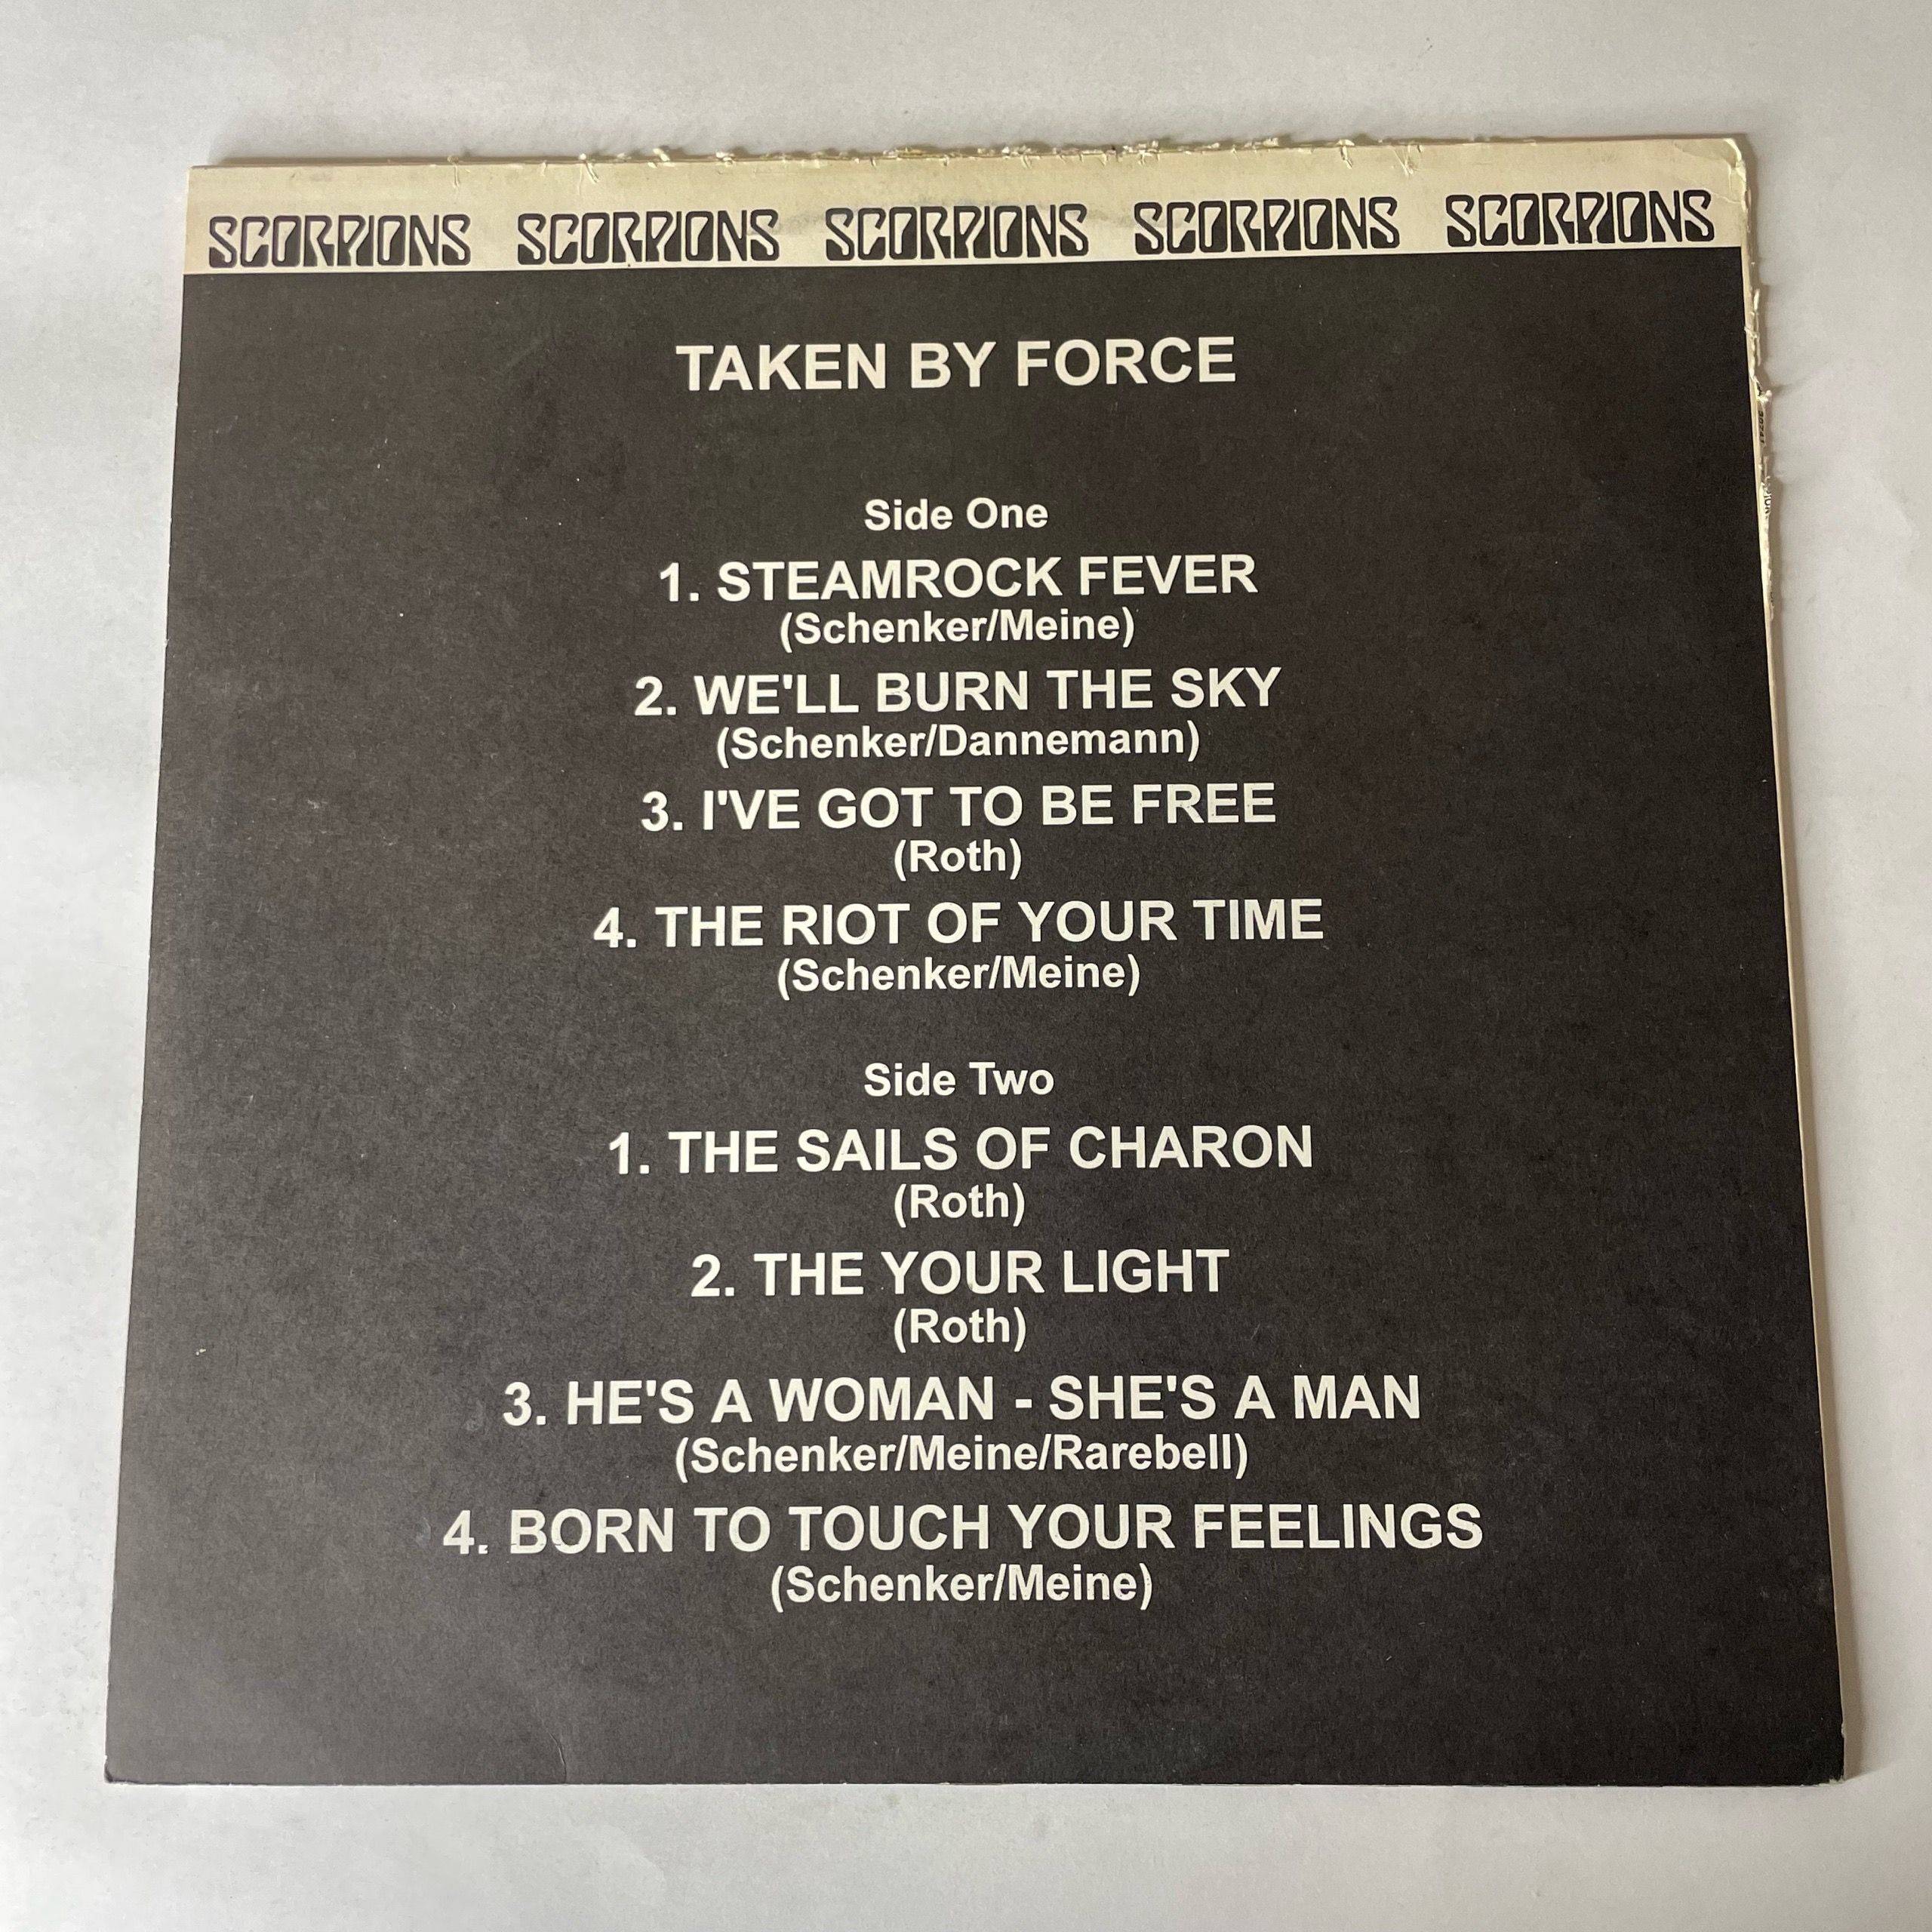 SCORPIONS SCORPIONS SCORPIONS SCORPIONS SCORPIONS
TAKEN BY FORCE
Side One
1. STEAMROCK FEVER
(Schenker/Meine)
2. WE'LL BURN THE SKY
(Schenker/Dannemann)
3. I'VE GOT TO BE FREE
(Roth)
4. THE RIOT OF YOUR TIME
(Schenker/Meine)
Side Two
1. THE SAILS OF CHARON
(Roth)
2. THE YOUR LIGHT
(Roth)
3. HE'S A WOMAN - SHE'S A MAN
(Schenker/Meine/Rarebell)
4. BORN TO TOUCH YOUR FEELINGS
(Schenker/Meine)